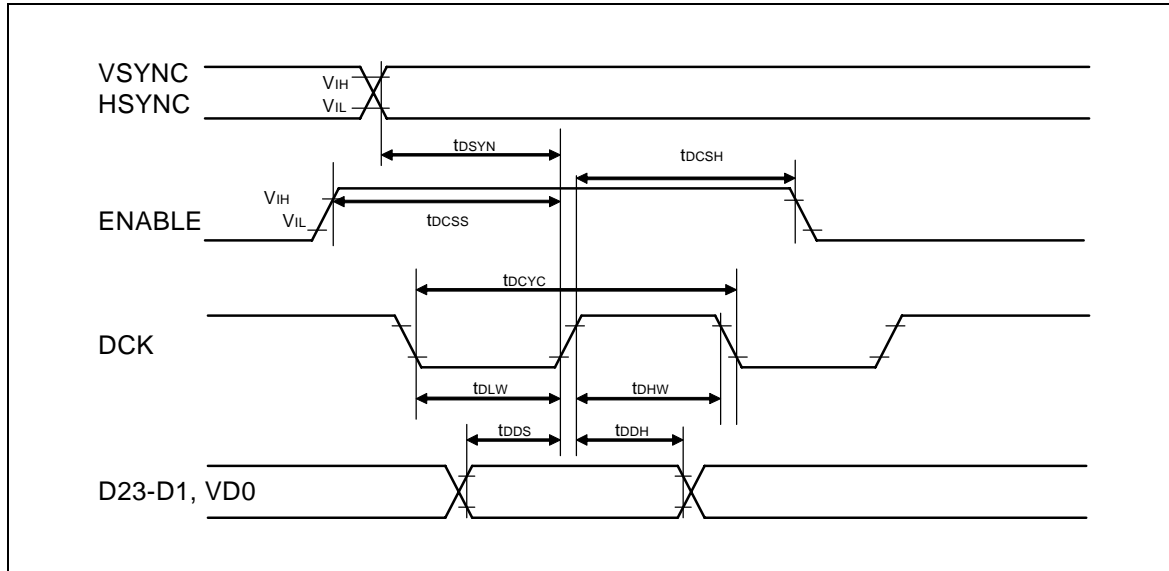 VSYNC
HSYNC
VIH
VIL
tDSYN
tDCSH
ENABLE
VIH
VIL
tDCSS
tDCYC
DCK
tDLW
tDHW
tDDS
tDDH
D23-D1, VD0